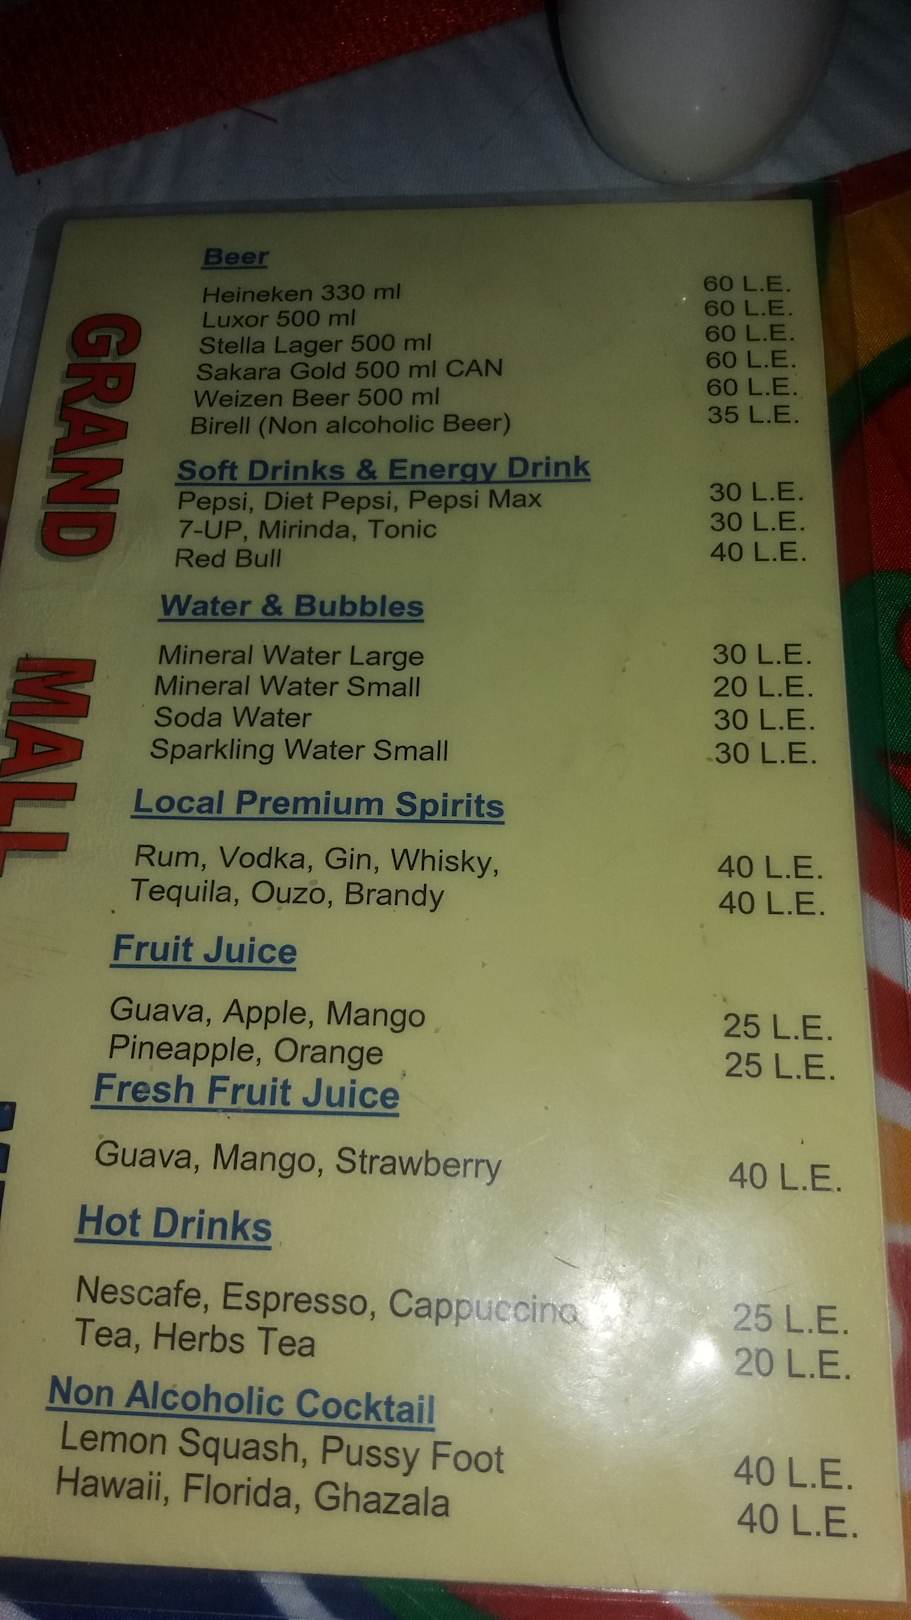 GRAND MALL
Beer
Heineken 330 ml 60 L.E.
Luxor 500 ml 60 L.E.
Stella Lager 500 ml 60 L.E.
Sakara Gold 500 ml CAN 60 L.E.
Weizen Beer 500 ml 60 L.E.
Birell (Non alcoholic Beer) 35 L.E.
Soft Drinks & Energy Drink
Pepsi, Diet Pepsi, Pepsi Max 30 L.E.
7-UP, Mirinda, Tonic 30 L.E.
Red Bull 40 L.E.
Water & Bubbles
Mineral Water Large 30 L.E.
Mineral Water Small 20 L.E.
Soda Water 30 L.E.
Sparkling Water Small 30 L.E.
Local Premium Spirits
Rum, Vodka, Gin, Whisky, 40 L.E.
Tequila, Ouzo, Brandy 40 L.E.
Fruit Juice
Guava, Apple, Mango 25 L.E.
Pineapple, Orange 25 L.E.
Fresh Fruit Juice
Guava, Mango, Strawberry 40 L.E.
Hot Drinks
Nescafe, Espresso, Cappuccino 25 L.E.
Tea, Herbs Tea 20 L.E.
Non Alcoholic Cocktail
Lemon Squash, Pussy Foot 40 L.E.
Hawaii, Florida, Ghazala 40 L.E.